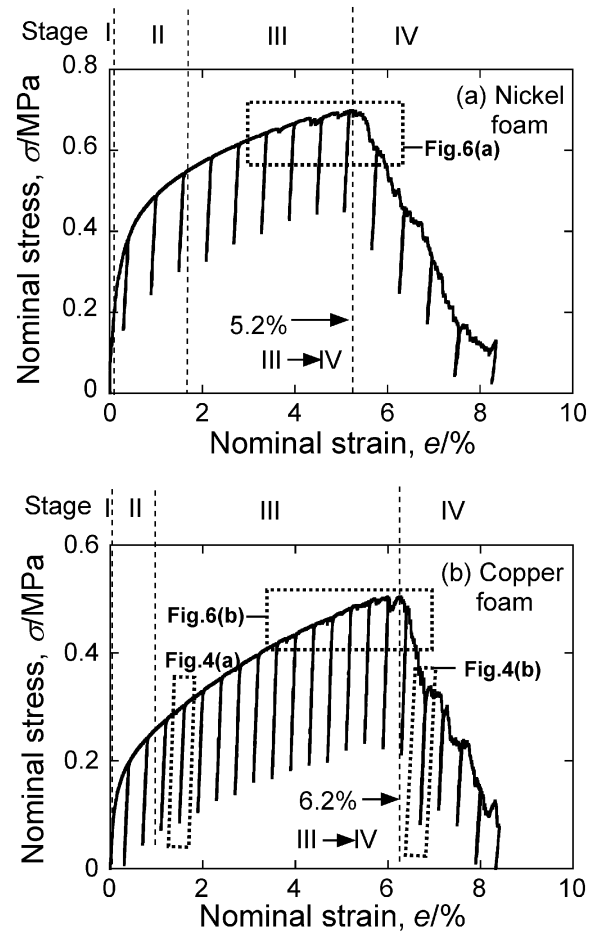 Stage I II III IV
0.8
(a) Nickel
foam
0.6
Fig.6(a)
0.4
0.2
5.2%
III IV
0
0 2 4 6 8 10
Nominal stress, σ/MPa
Nominal strain, e/%
Stage I II III IV
0.6
(b) Copper
foam
Fig.6(b)
0.4
Fig.4(a)
Fig.4(b)
0.2
6.2%
III IV
0
0 2 4 6 8 10
Nominal stress, σ/MPa
Nominal strain, e/%